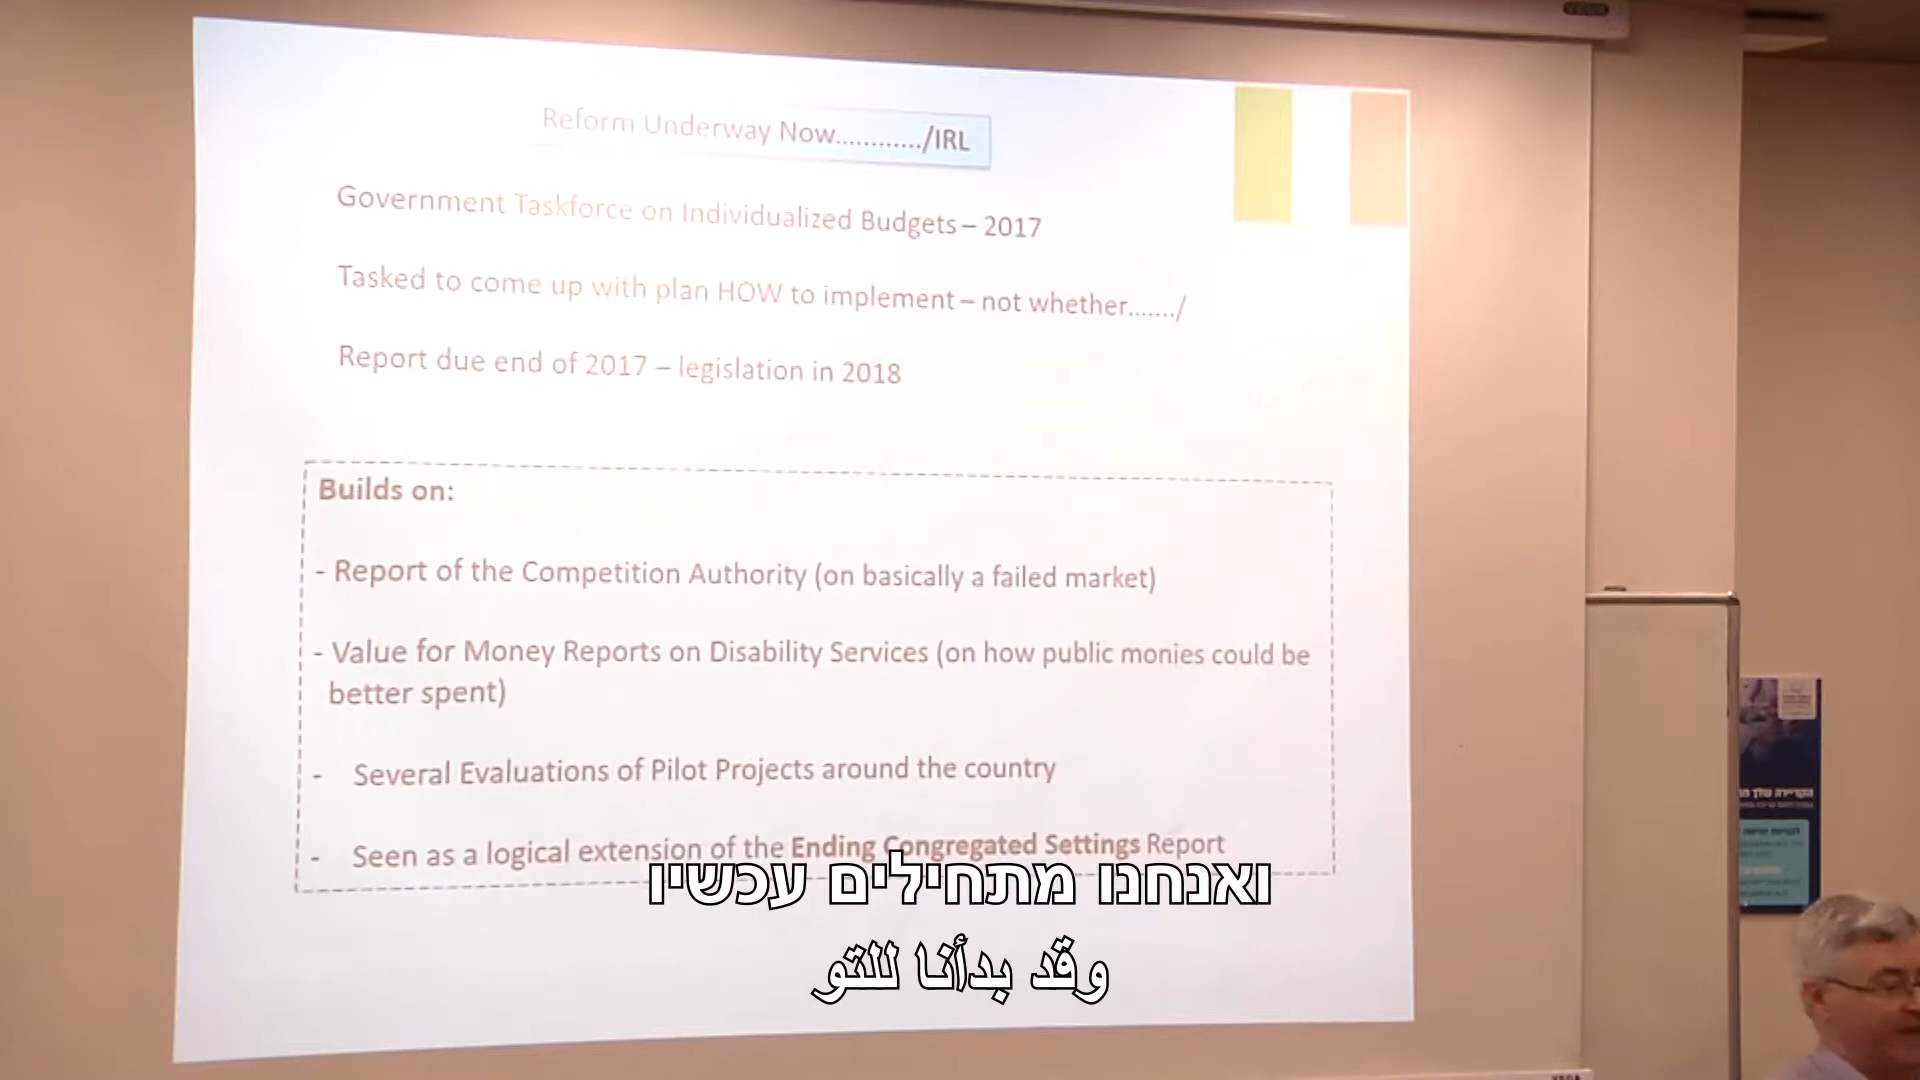 Reform Underway Now............/IRL
Government Taskforce on Individualized Budgets – 2017
Tasked to come up with plan HOW to implement – not whether......./
Report due end of 2017 – legislation in 2018
Builds on:
- Report of the Competition Authority (on basically a failed market)
- Value for Money Reports on Disability Services (on how public monies could be
better spent)
- Several Evaluations of Pilot Projects around the country
- Seen as a logical extension of the Ending Congregated Settings Report
ואנחנו מתחילים עכשיו
وقد بدأنا للتو
הקריירה שלך